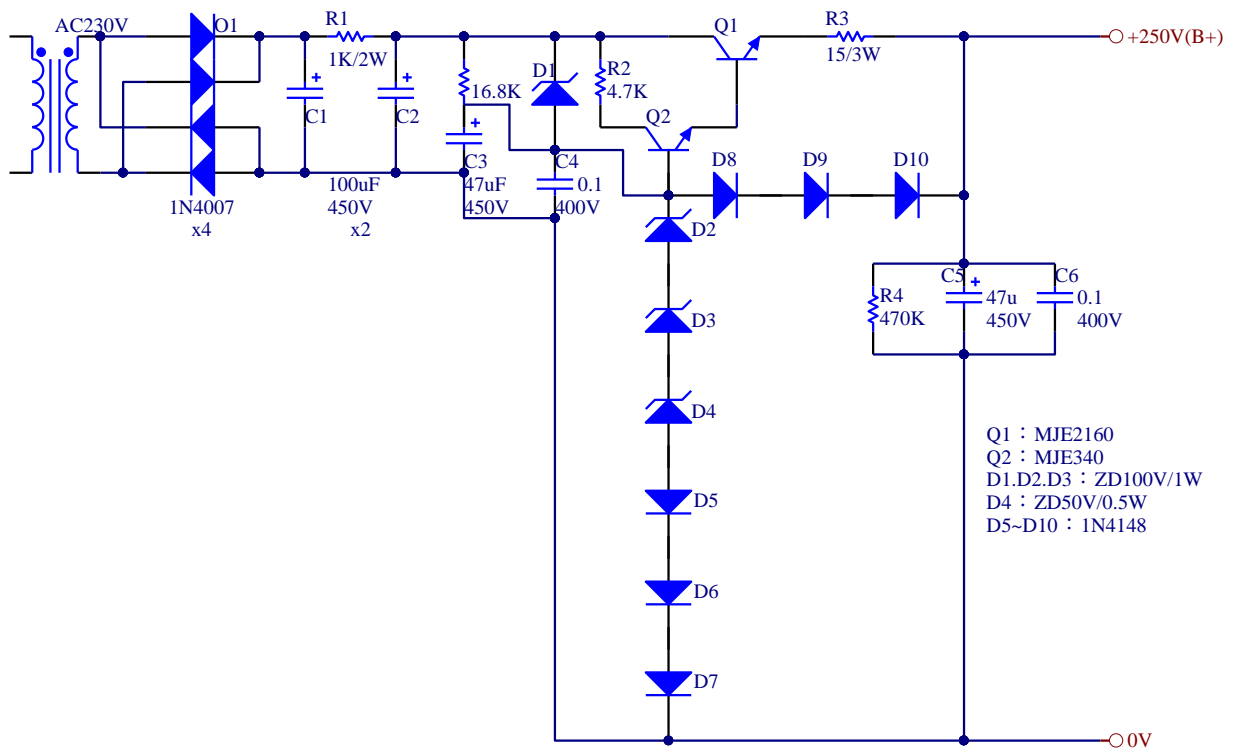 AC230V
O1
R1
1K/2W
Q1
R3
15/3W
+250V(B+)
+
C1
+
C2
16.8K
D1
R2
4.7K
Q2
+
C3
47uF
450V
C4
0.1
400V
D8
D9
D10
1N4007
x4
100uF
450V
x2
D2
D3
D4
D5
D6
D7
R4
470K
C5
+
47u
450V
C6
0.1
400V
Q1：MJE2160
Q2：MJE340
D1.D2.D3：ZD100V/1W
D4：ZD50V/0.5W
D5~D10：1N4148
0V